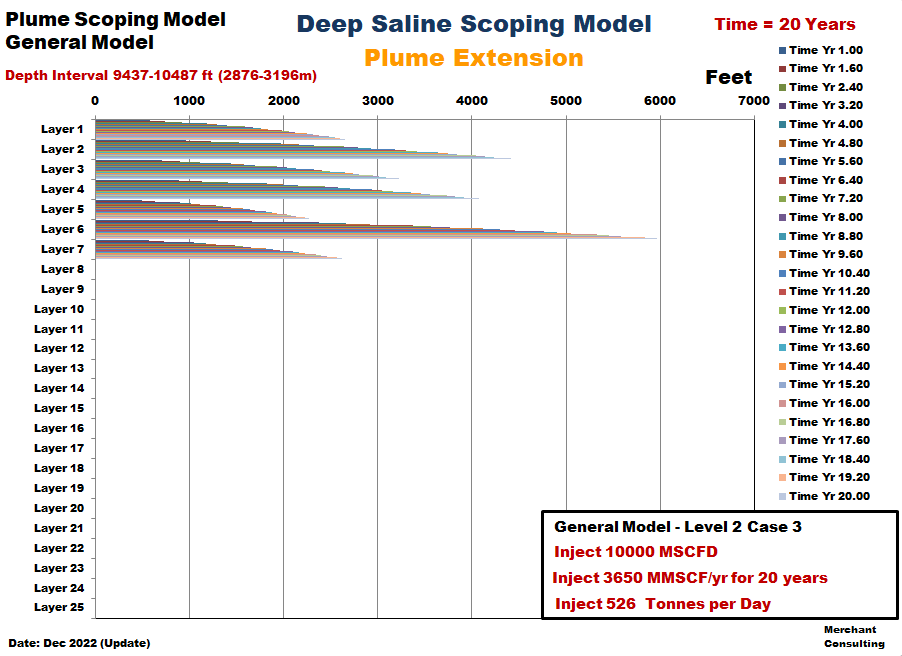 Plume Scoping Model
General Model
Deep Saline Scoping Model
Plume Extension
Time = 20 Years
Depth Interval 9437-10487 ft (2876-3196m)
Feet
0 1000 2000 3000 4000 5000 6000 7000
Layer 1
Layer 2
Layer 3
Layer 4
Layer 5
Layer 6
Layer 7
Layer 8
Layer 9
Layer 10
Layer 11
Layer 12
Layer 13
Layer 14
Layer 15
Layer 16
Layer 17
Layer 18
Layer 19
Layer 20
Layer 21
Layer 22
Layer 23
Layer 24
Layer 25
Time Yr 1.00
Time Yr 1.60
Time Yr 2.40
Time Yr 3.20
Time Yr 4.00
Time Yr 4.80
Time Yr 5.60
Time Yr 6.40
Time Yr 7.20
Time Yr 8.00
Time Yr 8.80
Time Yr 9.60
Time Yr 10.40
Time Yr 11.20
Time Yr 12.00
Time Yr 12.80
Time Yr 13.60
Time Yr 14.40
Time Yr 15.20
Time Yr 16.00
Time Yr 16.80
Time Yr 17.60
Time Yr 18.40
Time Yr 19.20
Time Yr 20.00
General Model - Level 2 Case 3
Inject 10000 MSCFD
Inject 3650 MMSCF/yr for 20 years
Inject 526 Tonnes per Day
Date: Dec 2022 (Update)
Merchant
Consulting